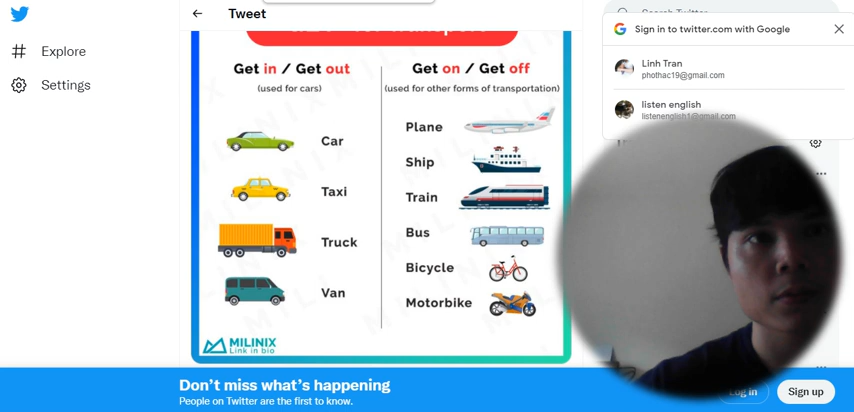 Tweet
Explore
Settings
Get in / Get out
(used for cars)
Car
Taxi
Truck
Van
Get on / Get off
(used for other forms of transportation)
Plane
Ship
Train
Bus
Bicycle
Motorbike
MILINIX
Link in bio
Search Twitter
Sign in to twitter.com with Google
Linh Tran
phothac19@gmail.com
listen english
listenenglish1@gmail.com
Don't miss what's happening
People on Twitter are the first to know.
Log in
Sign up